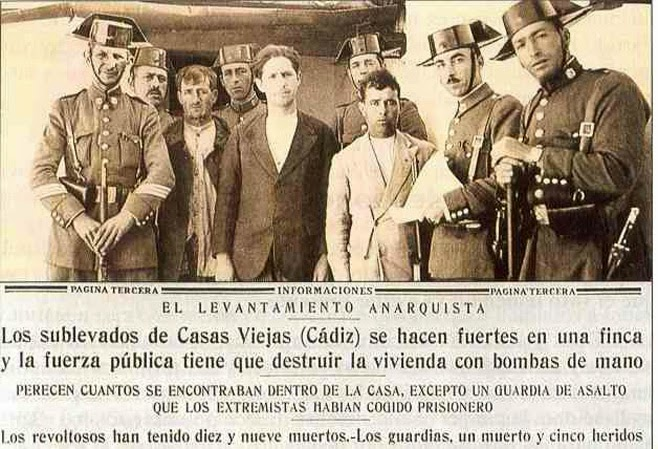 PAGINA TERCERA INFORMACIONES PAGINA TERCERA
EL LEVANTAMIENTO ANARQUISTA
Los sublevados de Casas Viejas (Cádiz) se hacen fuertes en una finca
y la fuerza pública tiene que destruir la vivienda con bombas de mano
PERECEN CUANTOS SE ENCONTRABAN DENTRO DE LA CASA, EXCEPTO UN GUARDIA DE ASALTO
QUE LOS EXTREMISTAS HABIAN COGIDO PRISIONERO
Los revoltosos han tenido diez y nueve muertos.-Los guardias, un muerto y cinco heridos